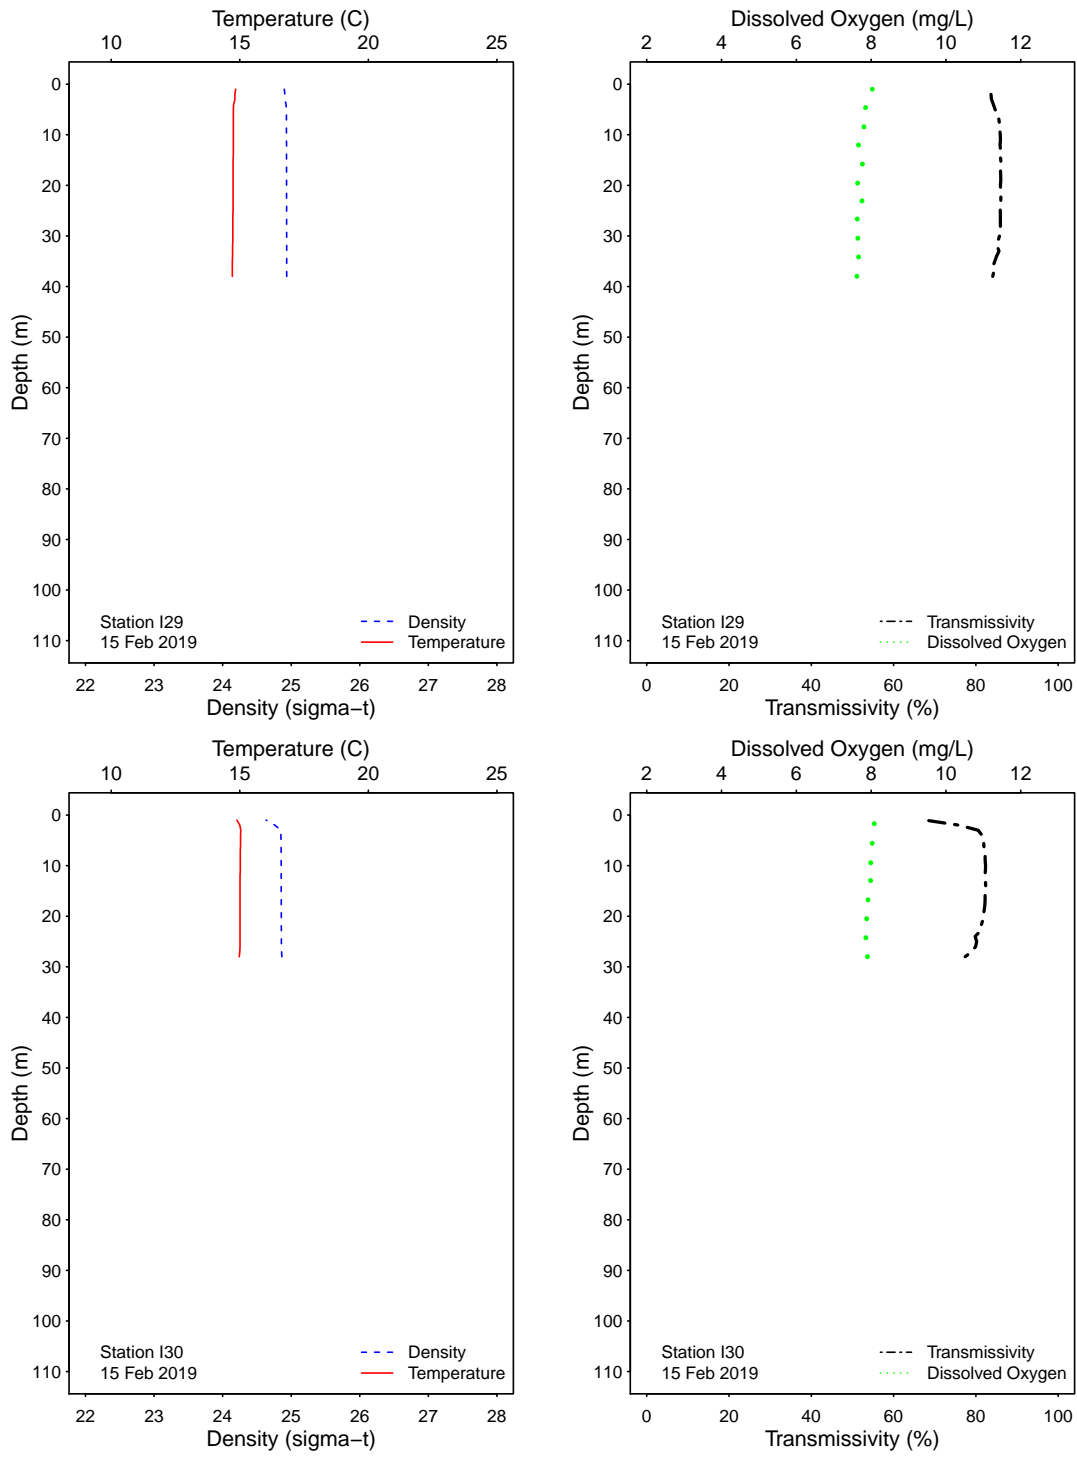 Temperature (C)
10 15 20 25
0
10
20
30
40
50
60
70
80
90
100
110
Depth (m)
Station I29
15 Feb 2019
Density
Temperature
22 23 24 25 26 27 28
Density (sigma−t)
Dissolved Oxygen (mg/L)
2 4 6 8 10 12
0
10
20
30
40
50
60
70
80
90
100
110
Depth (m)
Station I29
15 Feb 2019
Transmissivity
Dissolved Oxygen
0 20 40 60 80 100
Transmissivity (%)
Temperature (C)
10 15 20 25
0
10
20
30
40
50
60
70
80
90
100
110
Depth (m)
Station I30
15 Feb 2019
Density
Temperature
22 23 24 25 26 27 28
Density (sigma−t)
Dissolved Oxygen (mg/L)
2 4 6 8 10 12
0
10
20
30
40
50
60
70
80
90
100
110
Depth (m)
Station I30
15 Feb 2019
Transmissivity
Dissolved Oxygen
0 20 40 60 80 100
Transmissivity (%)